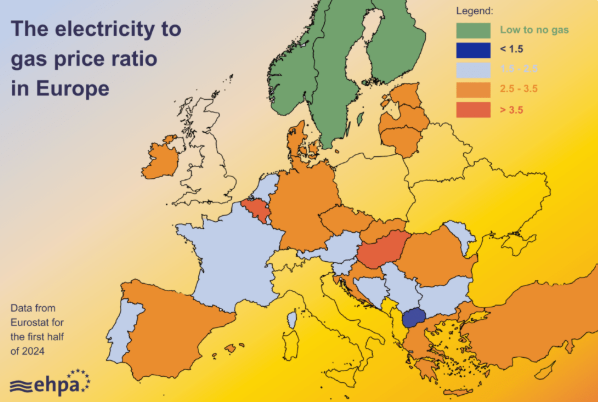 The electricity to
gas price ratio
in Europe
Legend:
Low to no gas
< 1.5
1.5 - 2.5
2.5 - 3.5
> 3.5
Data from
Eurostat for
the first half
of 2024
ehpa